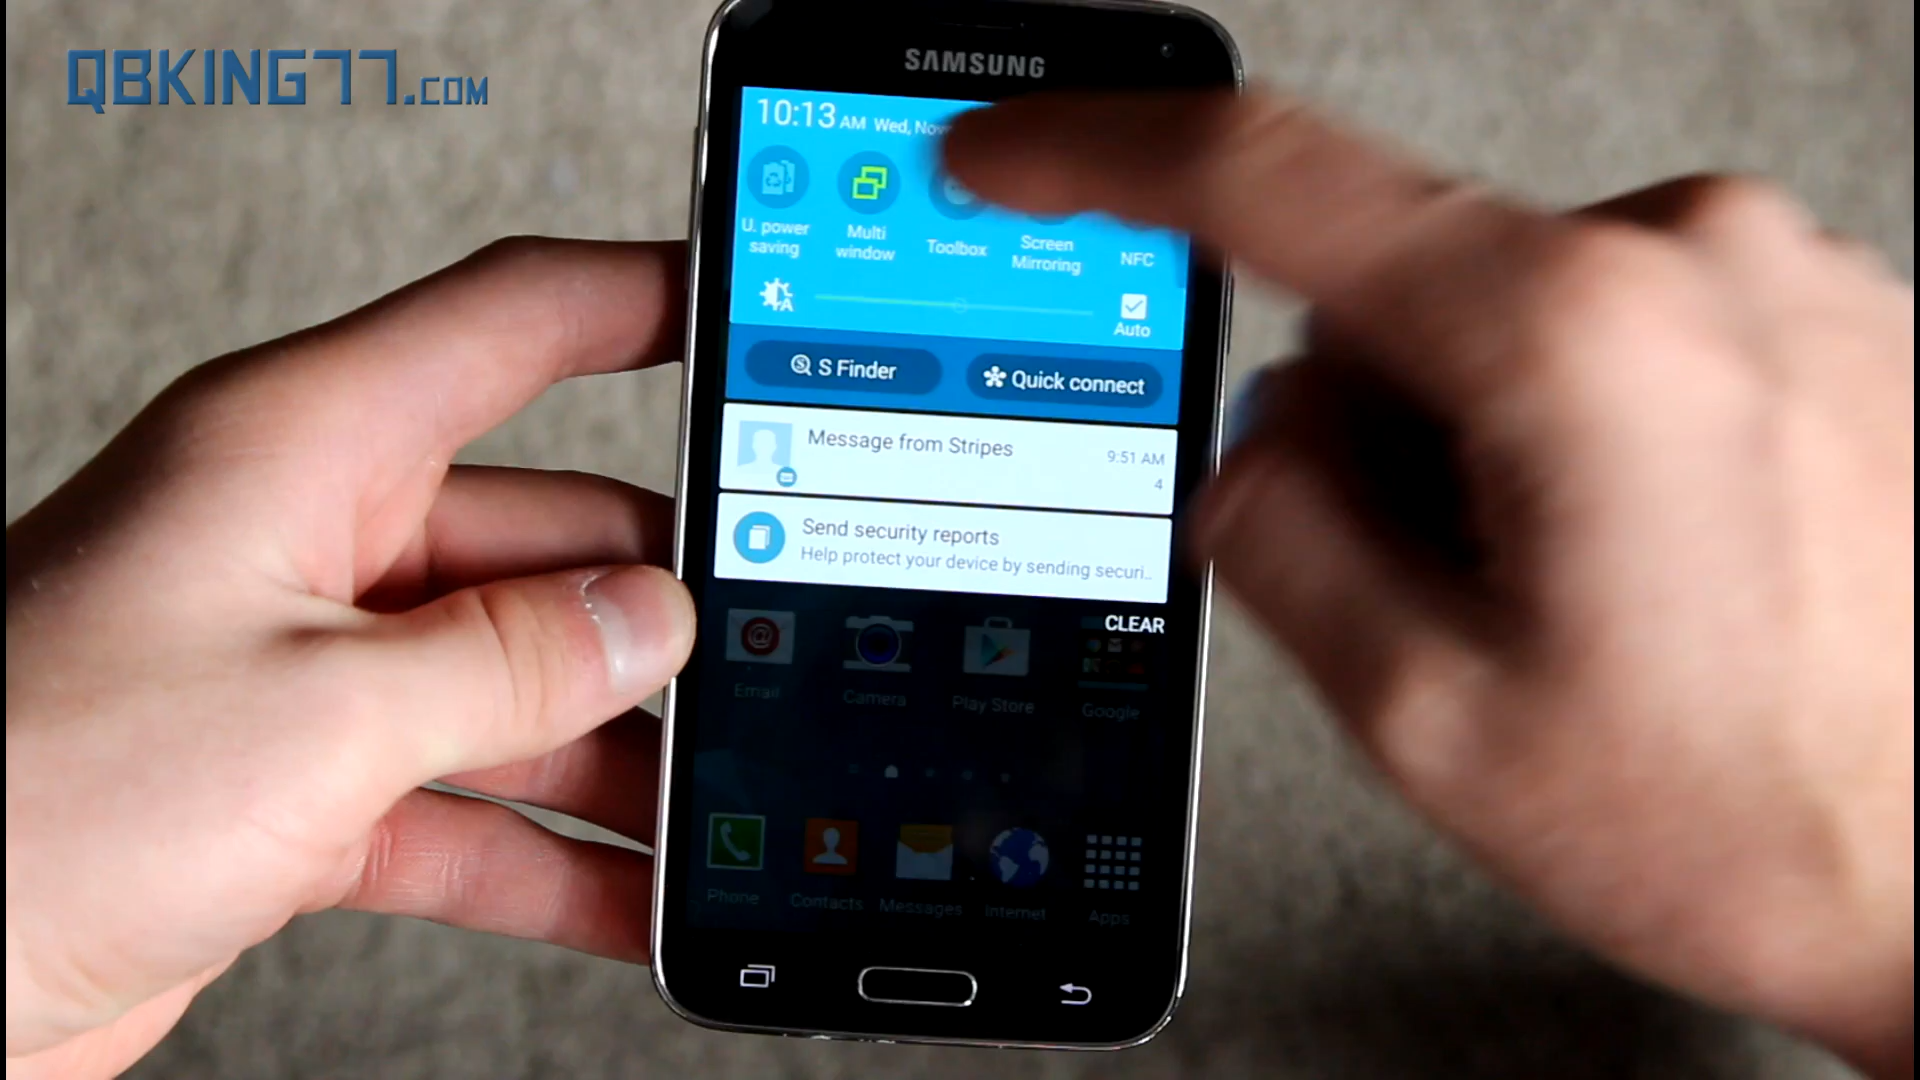 QBKING77.COM
SAMSUNG
10:13 AM Wed, Nov
U. power saving
Multi window
Toolbox
Screen Mirroring
NFC
A
Auto
S Finder
Quick connect
Message from Stripes
9:51 AM
4
Send security reports
Help protect your device by sending securi..
CLEAR
@
Email
Camera
Play Store
Google
Phone
Contacts
Messages
Internet
Apps